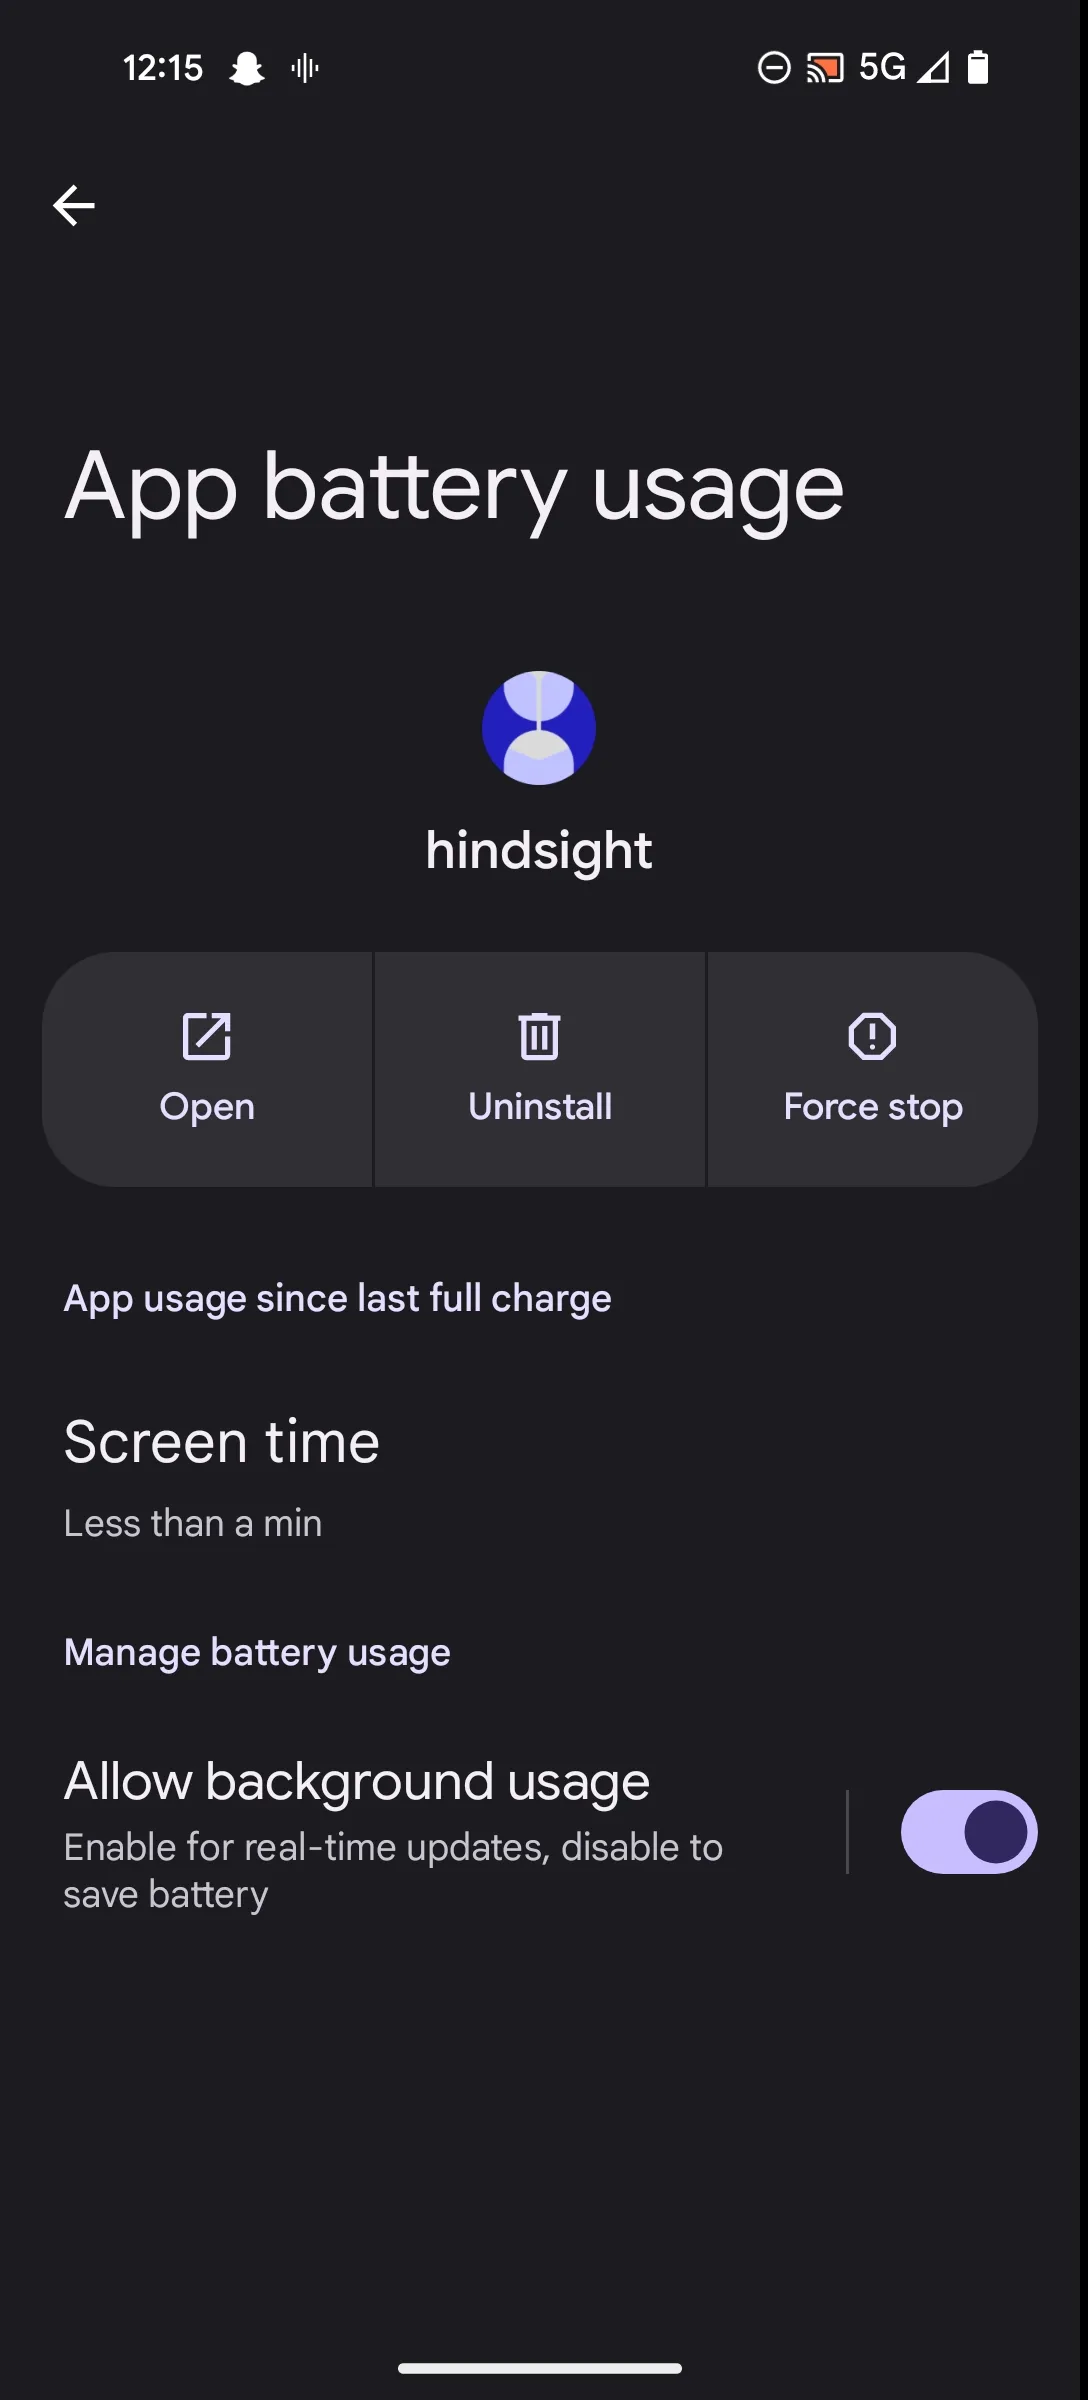 12:15
5G
App battery usage
hindsight
Open
Uninstall
Force stop
App usage since last full charge
Screen time
Less than a min
Manage battery usage
Allow background usage
Enable for real-time updates, disable to
save battery